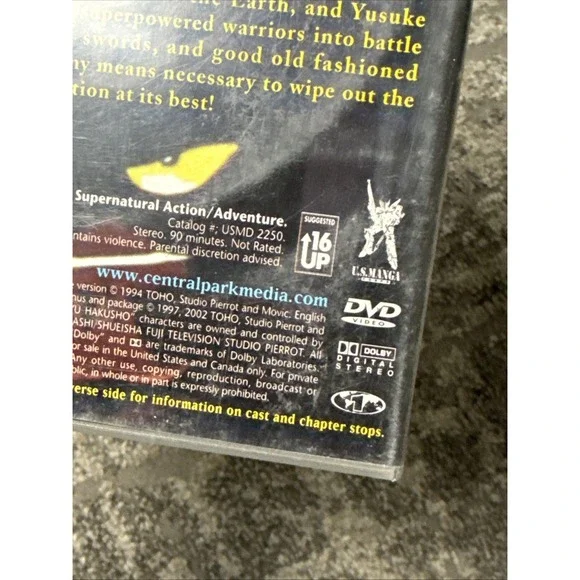 Earth, and Yusuke
superpowered warriors into battle
swords, and good old fashioned
means necessary to wipe out the
tion at its best!
Supernatural Action/Adventure.
Catalog #: USMD 2250.
Stereo. 90 minutes. Not Rated.
ntains violence. Parental discretion advised.
SUGGESTED
16
UP
U.S. MANGA
www.centralparkmedia.com
version © 1994 TOHO, Studio Pierrot and Movic. English
nus and package © 1997, 2002 TOHO, Studio Pierrot and
YU HAKUSHO" characters are owned and controlled by
ASHI/SHUEISHA FUJI TELEVISION STUDIO PIERROT. All
Dolby" and are trademarks of Dolby Laboratories.
or sale in the United States and Canada only. For private
Any other use, copying, reproduction, broadcast or
blic, in whole or in part is expressly prohibited.
DVD
VIDEO
DOLBY
DIGITAL
STEREO
1
verse side for information on cast and chapter stops.